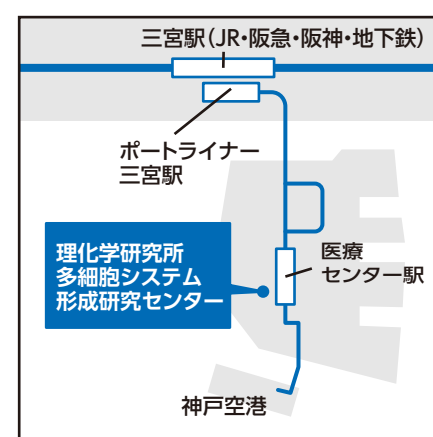 三宮駅（JR・阪急・阪神・地下鉄）
ポートライナー
三宮駅
理化学研究所
多細胞システム
形成研究センター
医療
センター駅
神戸空港